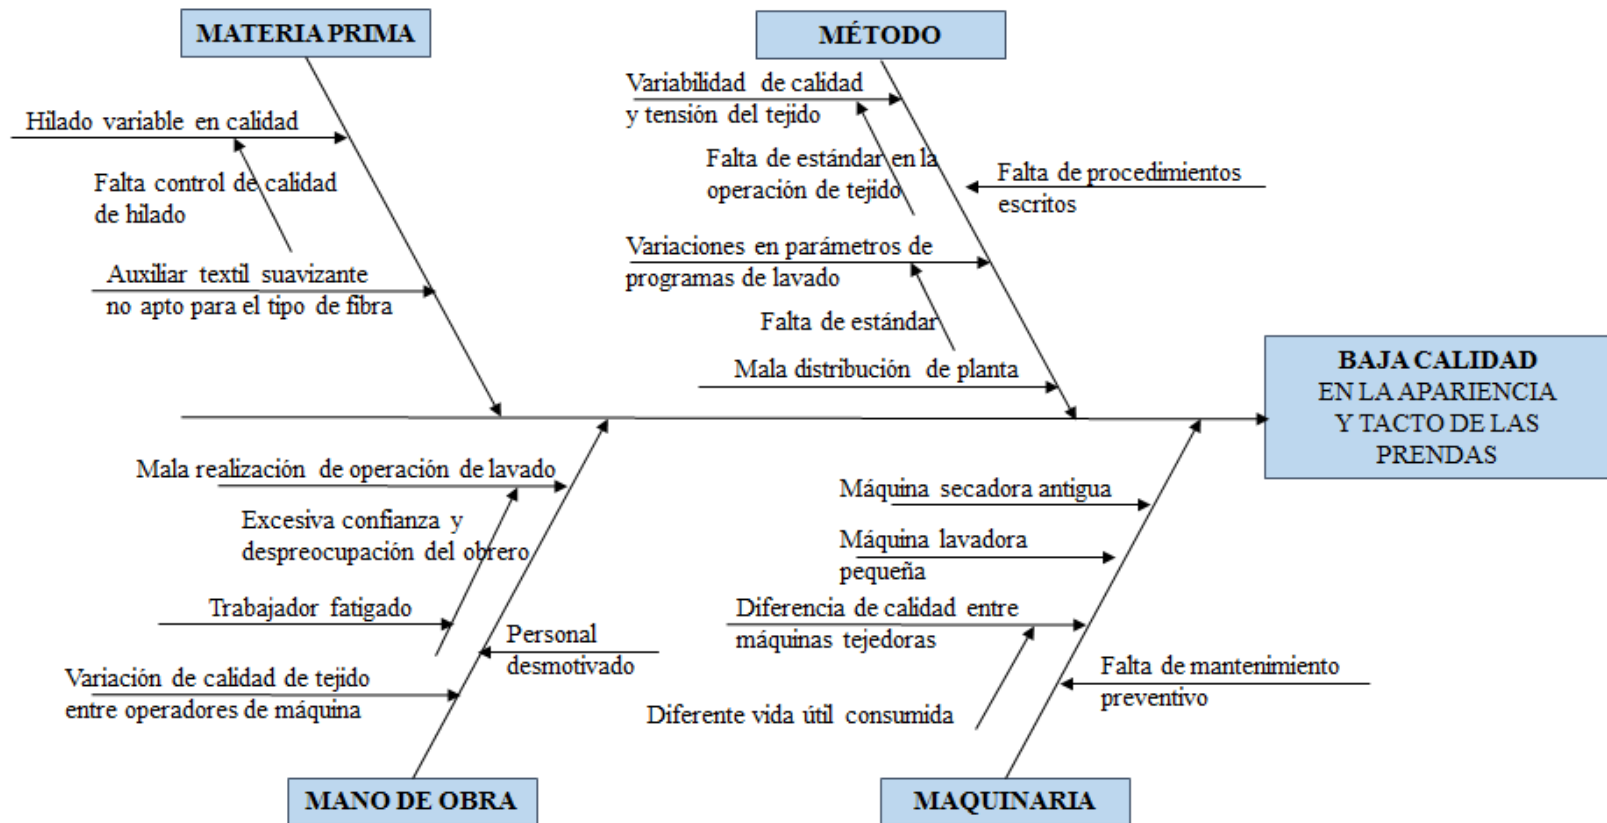 MATERIA PRIMA
MÉTODO
Hilado variable en calidad
Falta control de calidad
de hilado
Auxiliar textil suavizante
no apto para el tipo de fibra
Variabilidad de calidad
y tensión del tejido
Falta de estándar en la
operación de tejido
Falta de procedimientos
escritos
Variaciones en parámetros de
programas de lavado
Falta de estándar
Mala distribución de planta
BAJA CALIDAD
EN LA APARIENCIA
Y TACTO DE LAS
PRENDAS
Mala realización de operación de lavado
Excesiva confianza y
despreocupación del obrero
Trabajador fatigado
Personal
desmotivado
Variación de calidad de tejido
entre operadores de máquina
Máquina secadora antigua
Máquina lavadora
pequeña
Diferencia de calidad entre
máquinas tejedoras
Falta de mantenimiento
preventivo
Diferente vida útil consumida
MANO DE OBRA
MAQUINARIA